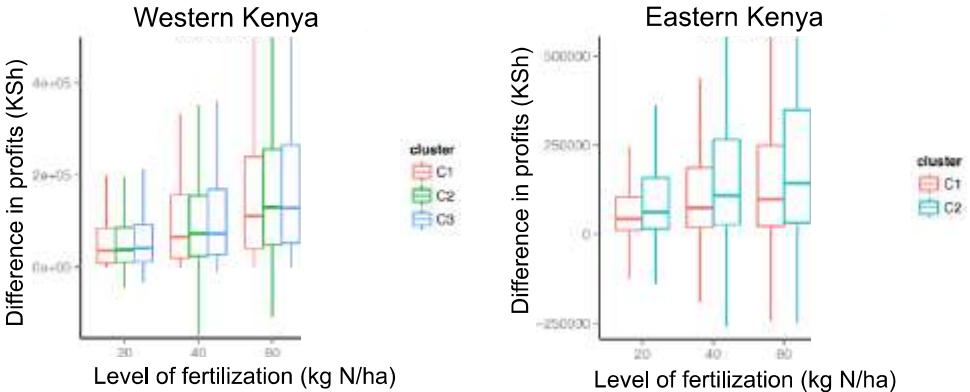 Western Kenya
Difference in profits (KSh)
4e+05
2e+05
0e+00
20
40
80
Level of fertilization (kg N/ha)
cluster
C1
C2
C3
Eastern Kenya
Difference in profits (KSh)
500000
250000
0
-250000
20
40
80
Level of fertilization (kg N/ha)
cluster
C1
C2